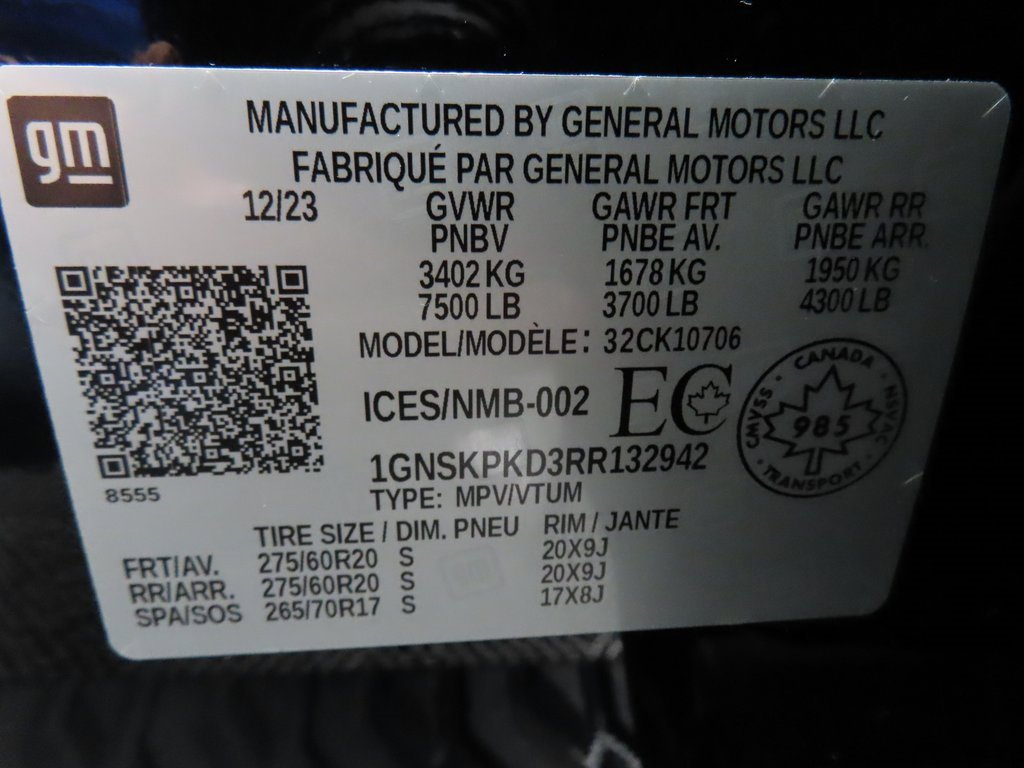 gm
MANUFACTURED BY GENERAL MOTORS LLC
FABRIQUÉ PAR GENERAL MOTORS LLC
12/23 GVWR GAWR FRT GAWR RR
PNBV PNBE AV. PNBE ARR.
3402 KG 1678 KG 1950 KG
7500 LB 3700 LB 4300 LB
MODEL/MODÈLE: 32CK10706
ICES/NMB-002 EC
CANADA
CMVSS · 985 · NSVAC
TRANSPORT
1GNSKPKD3RR132942
8555 TYPE: MPV/VTUM
TIRE SIZE / DIM. PNEU RIM / JANTE
FRT/AV. 275/60R20 S 20X9J
RR/ARR. 275/60R20 S 20X9J
SPA/SOS 265/70R17 S 17X8J